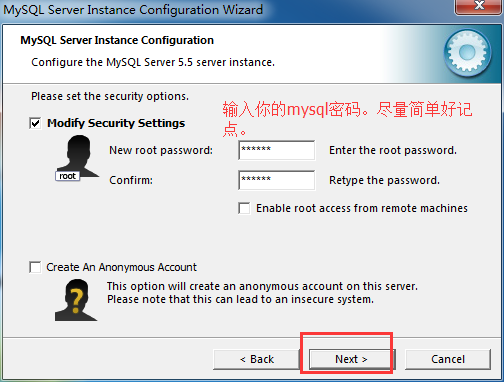 MySQL Server Instance Configuration Wizard
MySQL Server Instance Configuration
Configure the MySQL Server 5.5 server instance.
Please set the security options.
输入你的mysql密码。尽量简单好记
点。
Modify Security Settings
New root password: ****** Enter the root password.
Confirm: ****** Retype the password.
root
Enable root access from remote machines
Create An Anonymous Account
This option will create an anonymous account on this server.
Please note that this can lead to an insecure system.
< Back Next > Cancel